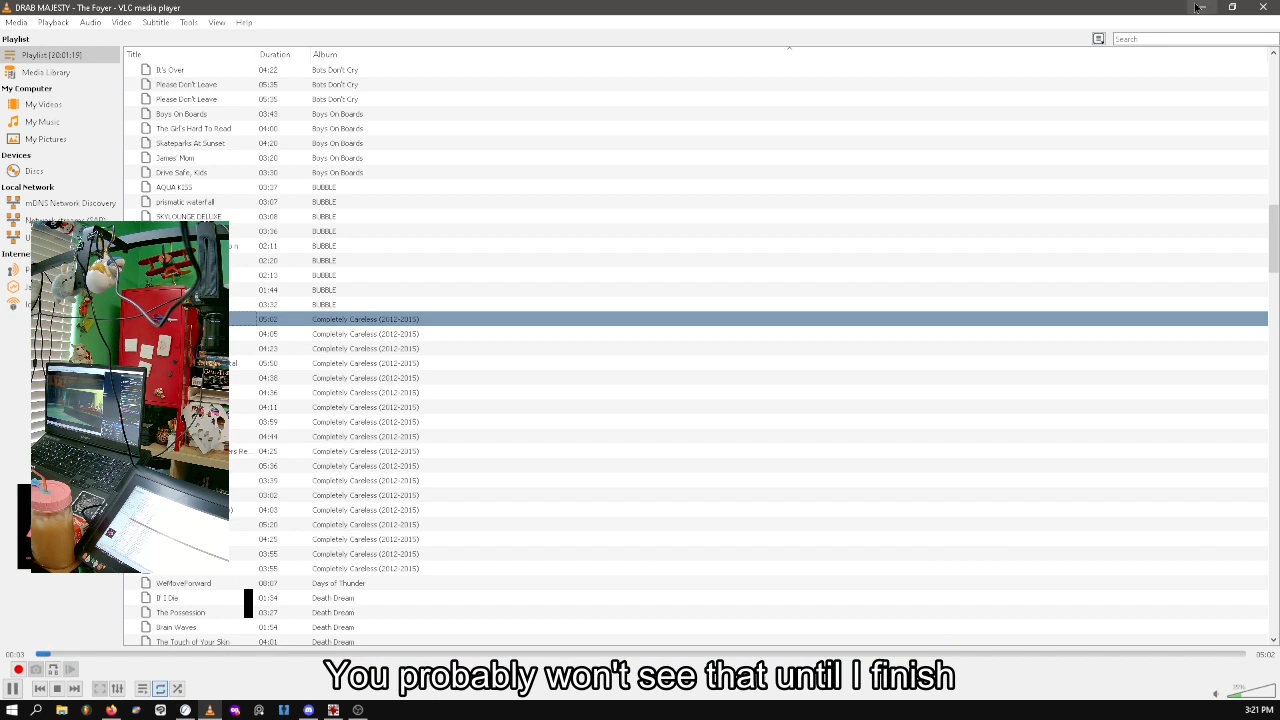 DRAB MAJESTY - The Foyer - VLC media player
Media Playback Audio Video Subtitle Tools View Help
Playlist
Search
Playlist [20:01:19]
Media Library
My Computer
My Videos
My Music
My Pictures
Devices
Discs
Local Network
mDNS Network Discovery
Network streams (SAP)
Title Duration Album
It's Over 04:22 Bots Don't Cry
Please Don't Leave 05:35 Bots Don't Cry
Please Don't Leave 05:35 Bots Don't Cry
Boys On Boards 03:43 Boys On Boards
The Girl's Hard To Read 04:00 Boys On Boards
Skateparks At Sunset 04:20 Boys On Boards
James' Mom 03:20 Boys On Boards
Drive Safe, Kids 03:30 Boys On Boards
AQUA KISS 03:37 BUBBLE
prismatic waterfall 03:07 BUBBLE
SKYLOUNGE DELUXE 03:08 BUBBLE
03:36 BUBBLE
02:11 BUBBLE
02:20 BUBBLE
02:13 BUBBLE
01:44 BUBBLE
03:32 BUBBLE
05:02 Completely Careless (2012-2015)
04:05 Completely Careless (2012-2015)
04:23 Completely Careless (2012-2015)
05:50 Completely Careless (2012-2015)
04:38 Completely Careless (2012-2015)
04:36 Completely Careless (2012-2015)
04:11 Completely Careless (2012-2015)
03:59 Completely Careless (2012-2015)
04:44 Completely Careless (2012-2015)
04:25 Completely Careless (2012-2015)
05:36 Completely Careless (2012-2015)
03:39 Completely Careless (2012-2015)
03:02 Completely Careless (2012-2015)
04:03 Completely Careless (2012-2015)
05:20 Completely Careless (2012-2015)
04:25 Completely Careless (2012-2015)
03:55 Completely Careless (2012-2015)
03:55 Completely Careless (2012-2015)
WeMoveForward 08:07 Days of Thunder
If I Die 01:34 Death Dream
The Possession 03:27 Death Dream
Brain Waves 01:54 Death Dream
The Touch of Your Skin 04:01 Death Dream
00:03 05:02
You probably won't see that until I finish
3:21 PM